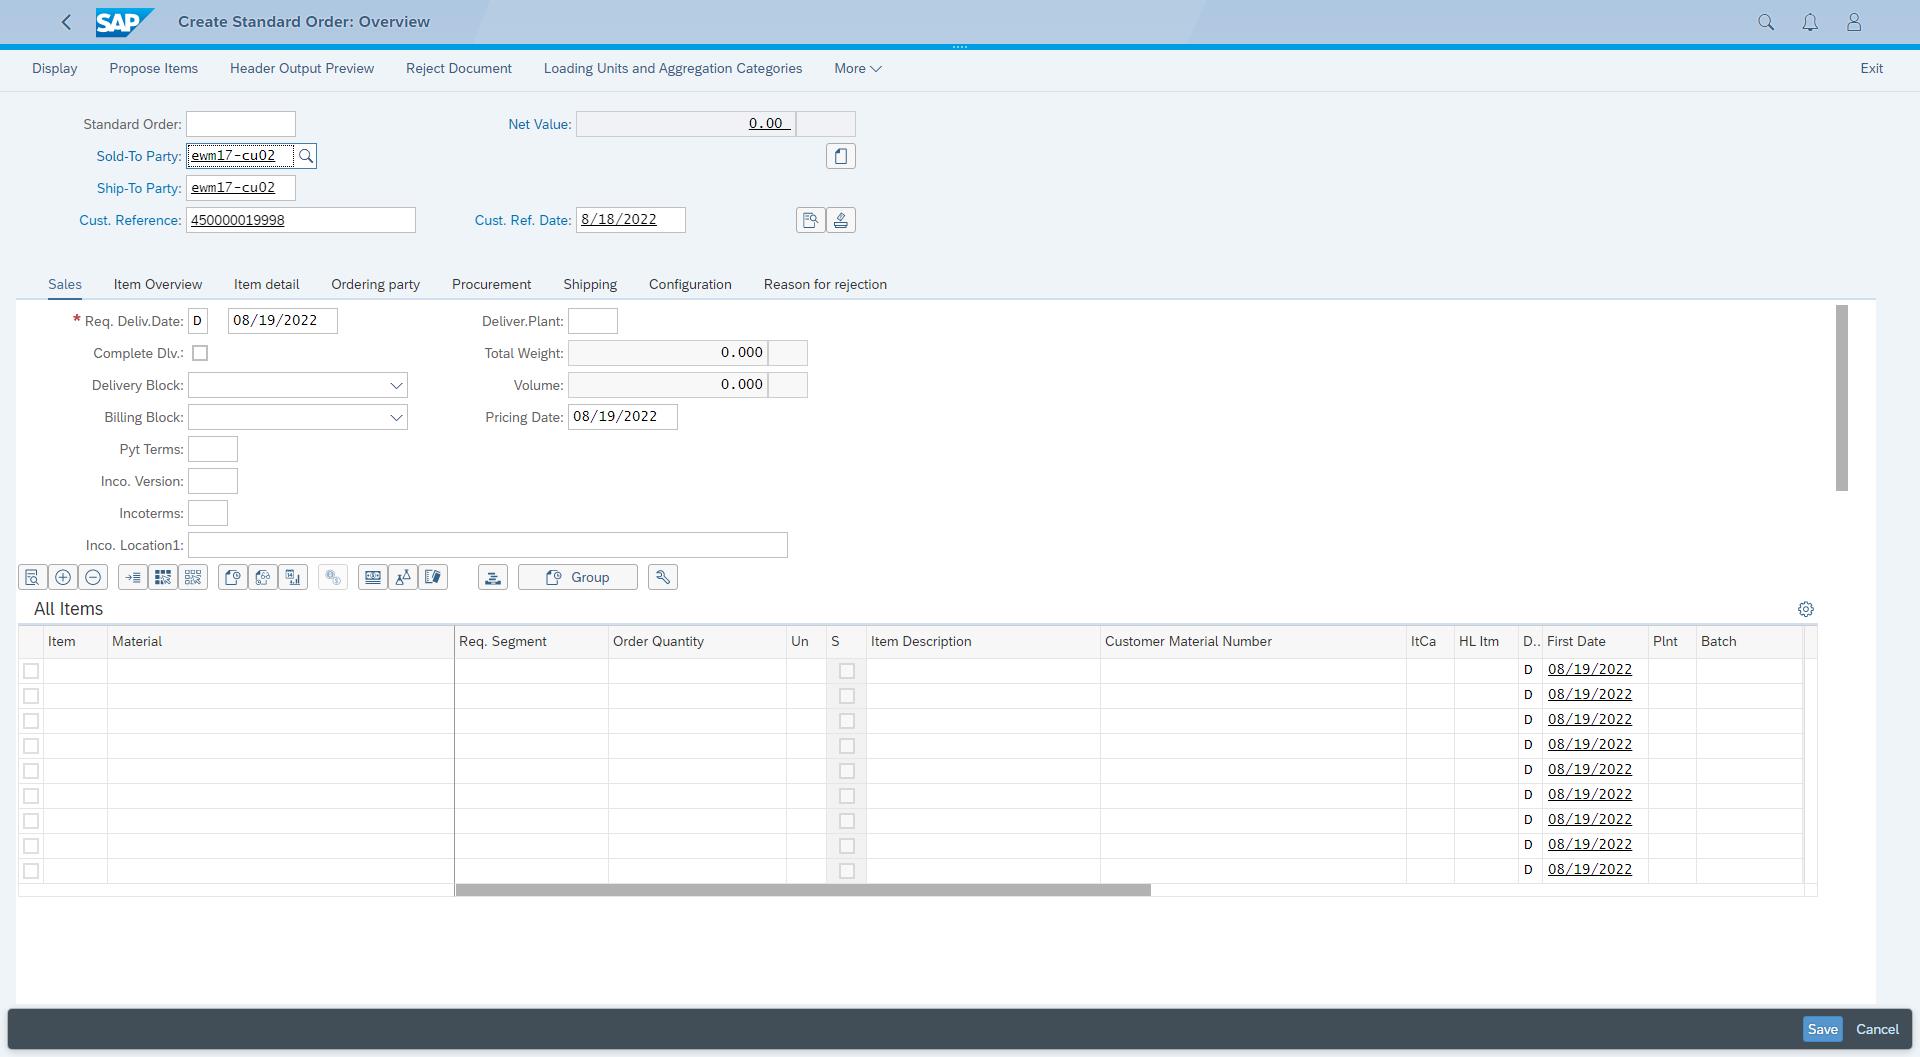 SAP Create Standard Order: Overview
Display Propose Items Header Output Preview Reject Document Loading Units and Aggregation Categories More Exit
Standard Order: Net Value: 0.00
Sold-To Party: ewm17-cu02
Ship-To Party: ewm17-cu02
Cust. Reference: 450000019998 Cust. Ref. Date: 8/18/2022
Sales Item Overview Item detail Ordering party Procurement Shipping Configuration Reason for rejection
* Req. Deliv.Date: D 08/19/2022 Deliver.Plant:
Complete Dlv.: Total Weight: 0.000
Delivery Block: Volume: 0.000
Billing Block: Pricing Date: 08/19/2022
Pyt Terms:
Inco. Version:
Incoterms:
Inco. Location1:
Group
All Items
Item Material Req. Segment Order Quantity Un S Item Description Customer Material Number ItCa HL Itm D.. First Date Plnt Batch
D 08/19/2022
D 08/19/2022
D 08/19/2022
D 08/19/2022
D 08/19/2022
D 08/19/2022
D 08/19/2022
D 08/19/2022
D 08/19/2022
Save Cancel